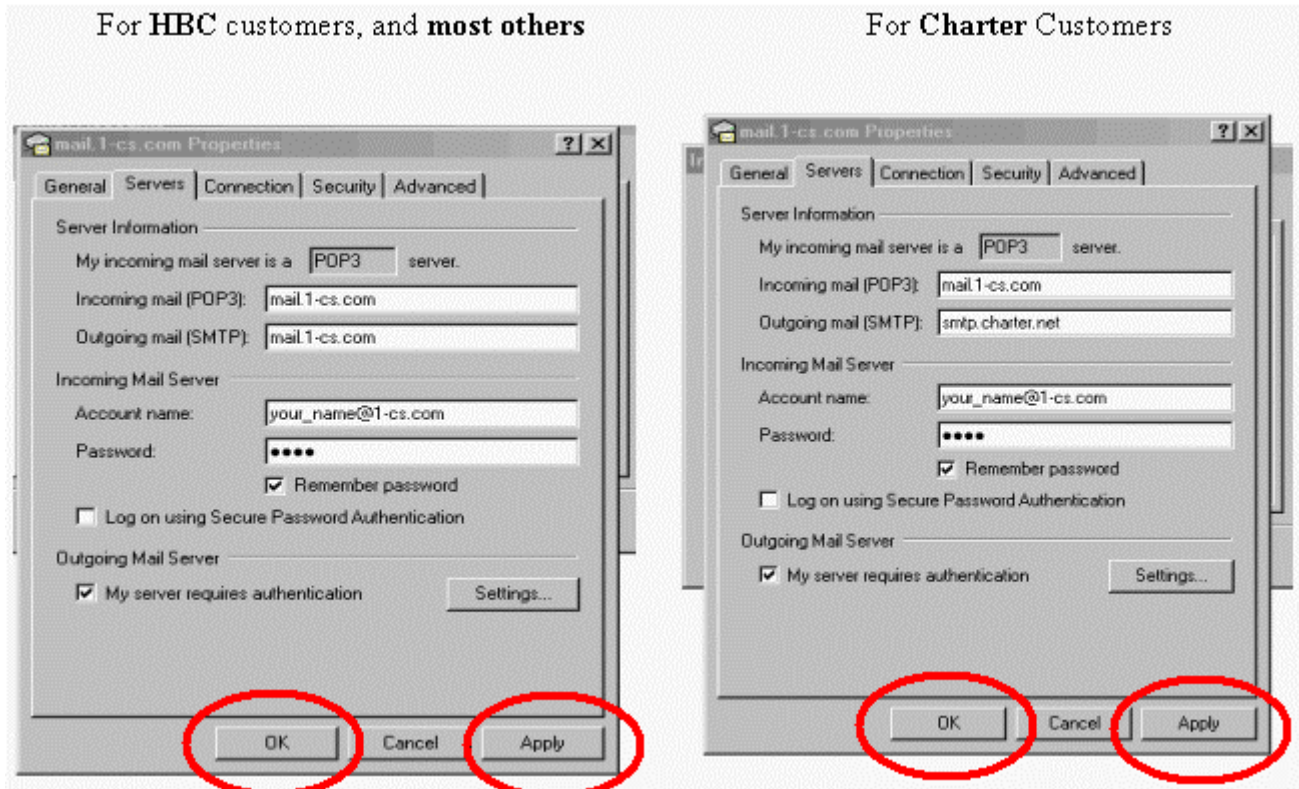 For HBC customers, and most others
mail.1-cs.com Properties
General Servers Connection Security Advanced
Server Information
My incoming mail server is a POP3 server.
Incoming mail (POP3): mail.1-cs.com
Outgoing mail (SMTP): mail.1-cs.com
Incoming Mail Server
Account name: your_name@1-cs.com
Password: ••••
Remember password
Log on using Secure Password Authentication
Outgoing Mail Server
My server requires authentication Settings...
OK Cancel Apply
For Charter Customers
mail.1-cs.com Properties
General Servers Connection Security Advanced
Server Information
My incoming mail server is a POP3 server.
Incoming mail (POP3): mail.1-cs.com
Outgoing mail (SMTP): smtp.charter.net
Incoming Mail Server
Account name: your_name@1-cs.com
Password: ••••
Remember password
Log on using Secure Password Authentication
Outgoing Mail Server
My server requires authentication Settings...
OK Cancel Apply